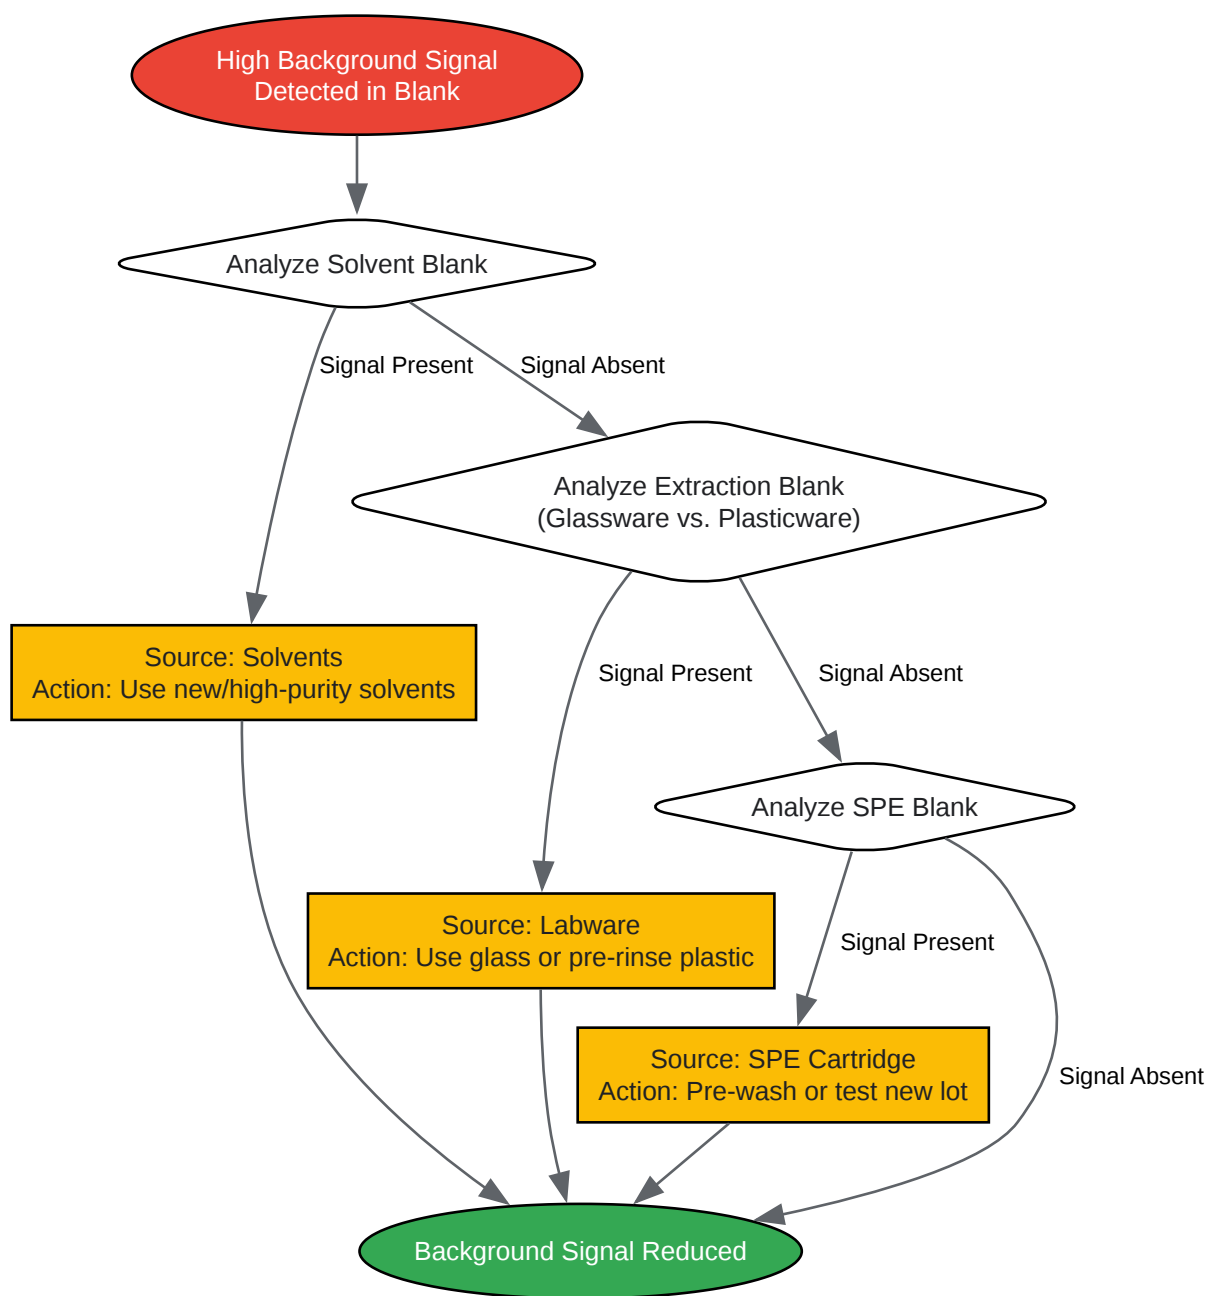 High Background Signal
Detected in Blank
Analyze Solvent Blank
Signal Present
Signal Absent
Analyze Extraction Blank
(Glassware vs. Plasticware)
Source: Solvents
Action: Use new/high-purity solvents
Signal Present
Signal Absent
Analyze SPE Blank
Source: Labware
Action: Use glass or pre-rinse plastic
Signal Present
Source: SPE Cartridge
Action: Pre-wash or test new lot
Signal Absent
Background Signal Reduced